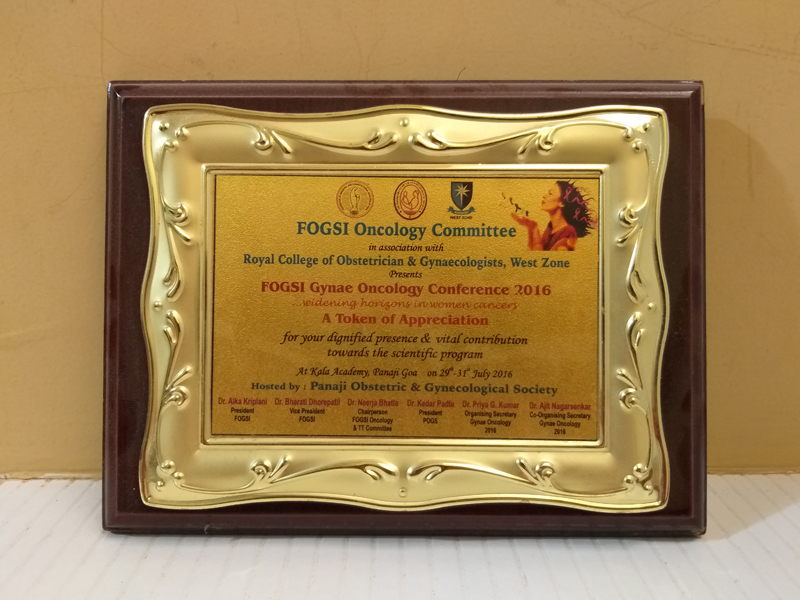 WEST ZONE
FOGSI Oncology Committee
in association with
Royal College of Obstetrician & Gynaecologists, West Zone
Presents
FOGSI Gynae Oncology Conference 2016
...widening horizons in women cancers
A Token of Appreciation
for your dignified presence & vital contribution
towards the scientific program
At Kala Academy, Panaji Goa on 29th-31st July 2016
Hosted by : Panaji Obstetric & Gynecological Society
Dr. Alka Kriplani Dr. Bharati Dhorepatil Dr. Neerja Bhatla Dr. Kedar Padte Dr. Priya G. Kumar Dr. Ajit Nagarsenkar
President Vice President Chairperson President Organising Secretary Co-Organising Secretary
FOGSI FOGSI FOGSI Oncology POGS Gynae Oncology Gynae Oncology
& TT Committee 2016 2016